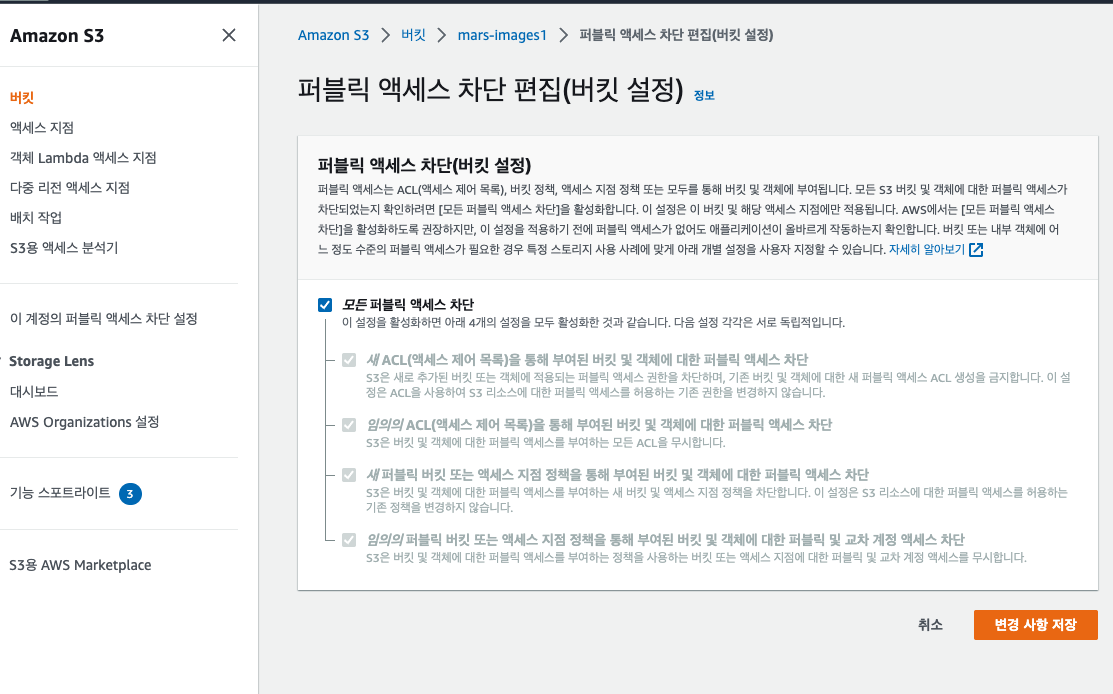 Amazon S3
버킷
액세스 지점
객체 Lambda 액세스 지점
다중 리전 액세스 지점
배치 작업
S3용 액세스 분석기
이 계정의 퍼블릭 액세스 차단 설정
Storage Lens
대시보드
AWS Organizations 설정
기능 스포트라이트 3
S3용 AWS Marketplace
Amazon S3 > 버킷 > mars-images1 > 퍼블릭 액세스 차단 편집(버킷 설정)
퍼블릭 액세스 차단 편집(버킷 설정) 정보
퍼블릭 액세스 차단(버킷 설정)
퍼블릭 액세스는 ACL(액세스 제어 목록), 버킷 정책, 액세스 지점 정책 또는 모두를 통해 버킷 및 객체에 부여됩니다. 모든 S3 버킷 및 객체에 대한 퍼블릭 액세스가
차단되었는지 확인하려면 [모든 퍼블릭 액세스 차단]을 활성화합니다. 이 설정은 이 버킷 및 해당 액세스 지점에만 적용됩니다. AWS에서는 [모든 퍼블릭 액세스
차단]을 활성화하도록 권장하지만, 이 설정을 적용하기 전에 퍼블릭 액세스가 없어도 애플리케이션이 올바르게 작동하는지 확인합니다. 버킷 또는 내부 객체에 어
느 정도 수준의 퍼블릭 액세스가 필요한 경우 특정 스토리지 사용 사례에 맞게 아래 개별 설정을 사용자 지정할 수 있습니다. 자세히 알아보기
모든 퍼블릭 액세스 차단
이 설정을 활성화하면 아래 4개의 설정을 모두 활성화한 것과 같습니다. 다음 설정 각각은 서로 독립적입니다.
새 ACL(액세스 제어 목록)을 통해 부여된 버킷 및 객체에 대한 퍼블릭 액세스 차단
S3은 새로 추가된 버킷 또는 객체에 적용되는 퍼블릭 액세스 권한을 차단하며, 기존 버킷 및 객체에 대한 새 퍼블릭 액세스 ACL 생성을 금지합니다. 이 설
정은 ACL을 사용하여 S3 리소스에 대한 퍼블릭 액세스를 허용하는 기존 권한을 변경하지 않습니다.
임의의 ACL(액세스 제어 목록)을 통해 부여된 버킷 및 객체에 대한 퍼블릭 액세스 차단
S3은 버킷 및 객체에 대한 퍼블릭 액세스를 부여하는 모든 ACL을 무시합니다.
새 퍼블릭 버킷 또는 액세스 지점 정책을 통해 부여된 버킷 및 객체에 대한 퍼블릭 액세스 차단
S3은 버킷 및 객체에 대한 퍼블릭 액세스를 부여하는 새 버킷 및 액세스 지점 정책을 차단합니다. 이 설정은 S3 리소스에 대한 퍼블릭 액세스를 허용하는
기존 정책을 변경하지 않습니다.
임의의 퍼블릭 버킷 또는 액세스 지점 정책을 통해 부여된 버킷 및 객체에 대한 퍼블릭 및 교차 계정 액세스 차단
S3은 버킷 및 객체에 대한 퍼블릭 액세스를 부여하는 정책을 사용하는 버킷 또는 액세스 지점에 대한 퍼블릭 및 교차 계정 액세스를 무시합니다.
취소
변경 사항 저장